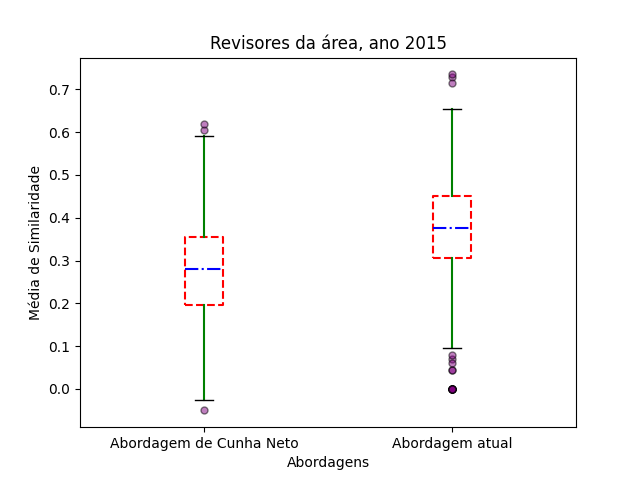 Revisores da área, ano 2015
Média de Similaridade
0.7
0.6
0.5
0.4
0.3
0.2
0.1
0.0
Abordagem de Cunha Neto
Abordagem atual
Abordagens